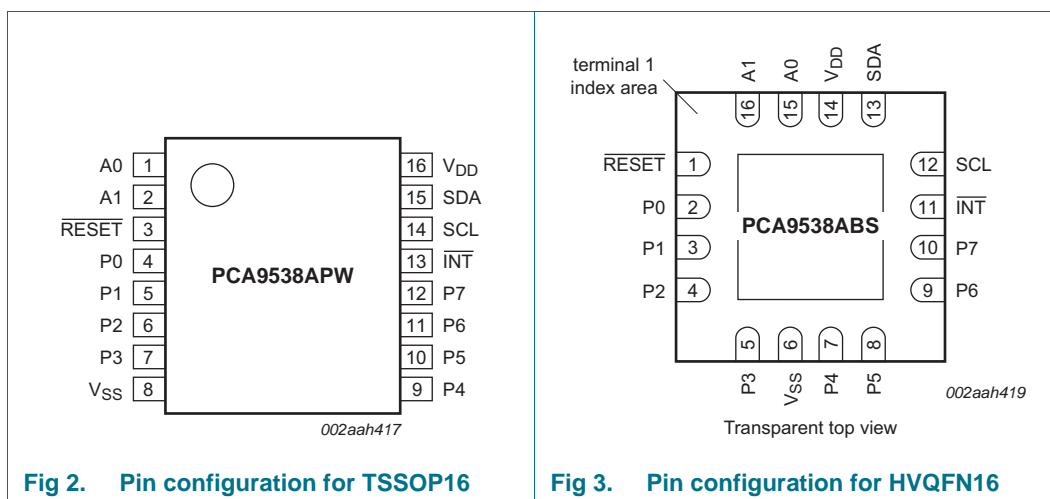 A0 1
A1 2
RESET 3
P0 4
P1 5
P2 6
P3 7
VSS 8
PCA9538APW
16 VDD
15 SDA
14 SCL
13 INT
12 P7
11 P6
10 P5
9 P4
002aah417
Fig 2. Pin configuration for TSSOP16
terminal 1
index area
A1 A0 VDD SDA
16 15 14 13
RESET 1
P0 2
P1 3
P2 4
PCA9538ABS
12 SCL
11 INT
10 P7
9 P6
5 6 7 8
P3 VSS P4 P5
002aah419
Transparent top view
Fig 3. Pin configuration for HVQFN16